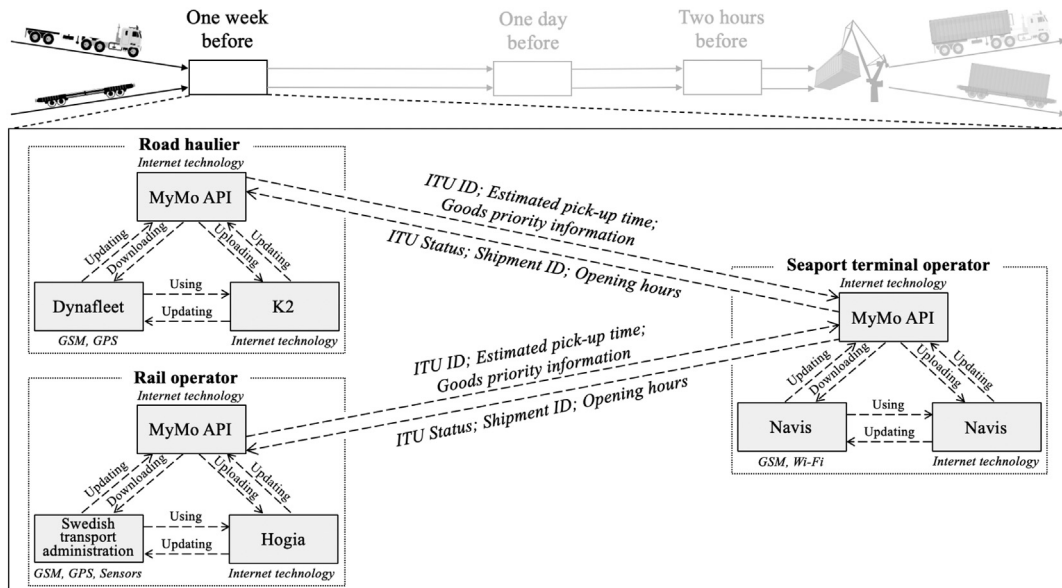 One week
before
One day
before
Two hours
before
Road haulier
Internet technology
MyMo API
Updating
Downloading
Uploading
Updating
Dynafleet
Using
Updating
K2
GSM, GPS
Internet technology
ITU ID; Estimated pick-up time;
Goods priority information
ITU Status; Shipment ID; Opening hours
Rail operator
Internet technology
MyMo API
Updating
Downloading
Uploading
Updating
Swedish
transport
administration
Using
Updating
Hogia
GSM, GPS, Sensors
Internet technology
ITU ID; Estimated pick-up time;
Goods priority information
ITU Status; Shipment ID; Opening hours
Seaport terminal operator
Internet technology
MyMo API
Updating
Downloading
Uploading
Updating
Navis
Using
Updating
Navis
GSM, Wi-Fi
Internet technology